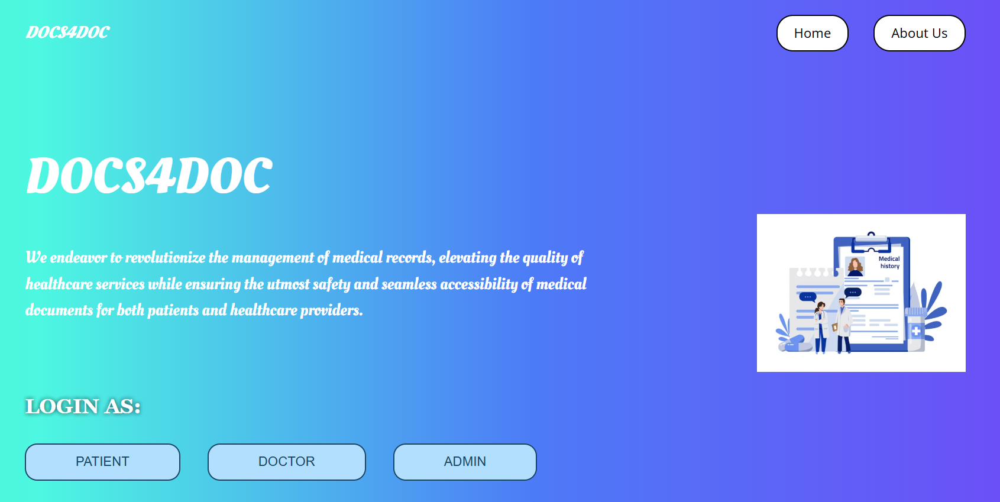 DOCS4DOC
Home
About Us
DOCS4DOC
We endeavor to revolutionize the management of medical records, elevating the quality of
healthcare services while ensuring the utmost safety and seamless accessibility of medical
documents for both patients and healthcare providers.
Medical
history
LOGIN AS:
PATIENT
DOCTOR
ADMIN